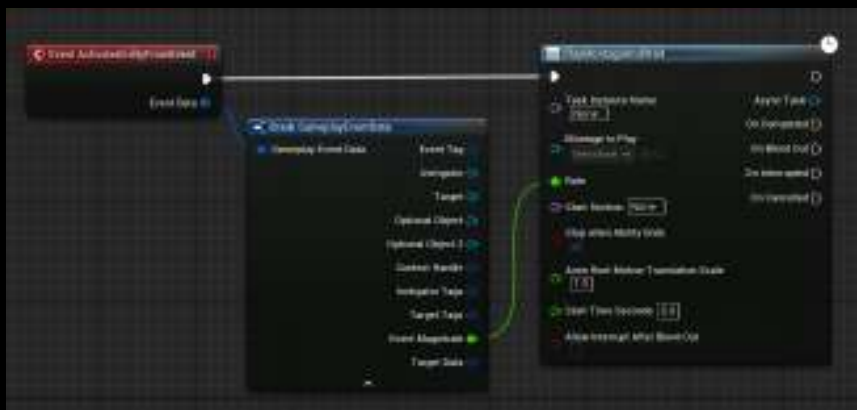 Event ActivateAbilityFromEvent
Event Data
Break GameplayEventData
Gameplay Event Data
Event Tag
Instigator
Target
Optional Object
Optional Object 2
Context Handle
Instigator Tags
Target Tags
Event Magnitude
Target Data
Task Instance Name
None
Async Task
On Completed
Montage to Play
On Blend Out
On Interrupted
Rate
On Cancelled
Start Section
None
Stop when Ability Ends
Anim Root Motion Translation Scale
1.0
Start Time Seconds 0.0
Allow Interrupt After Blend Out